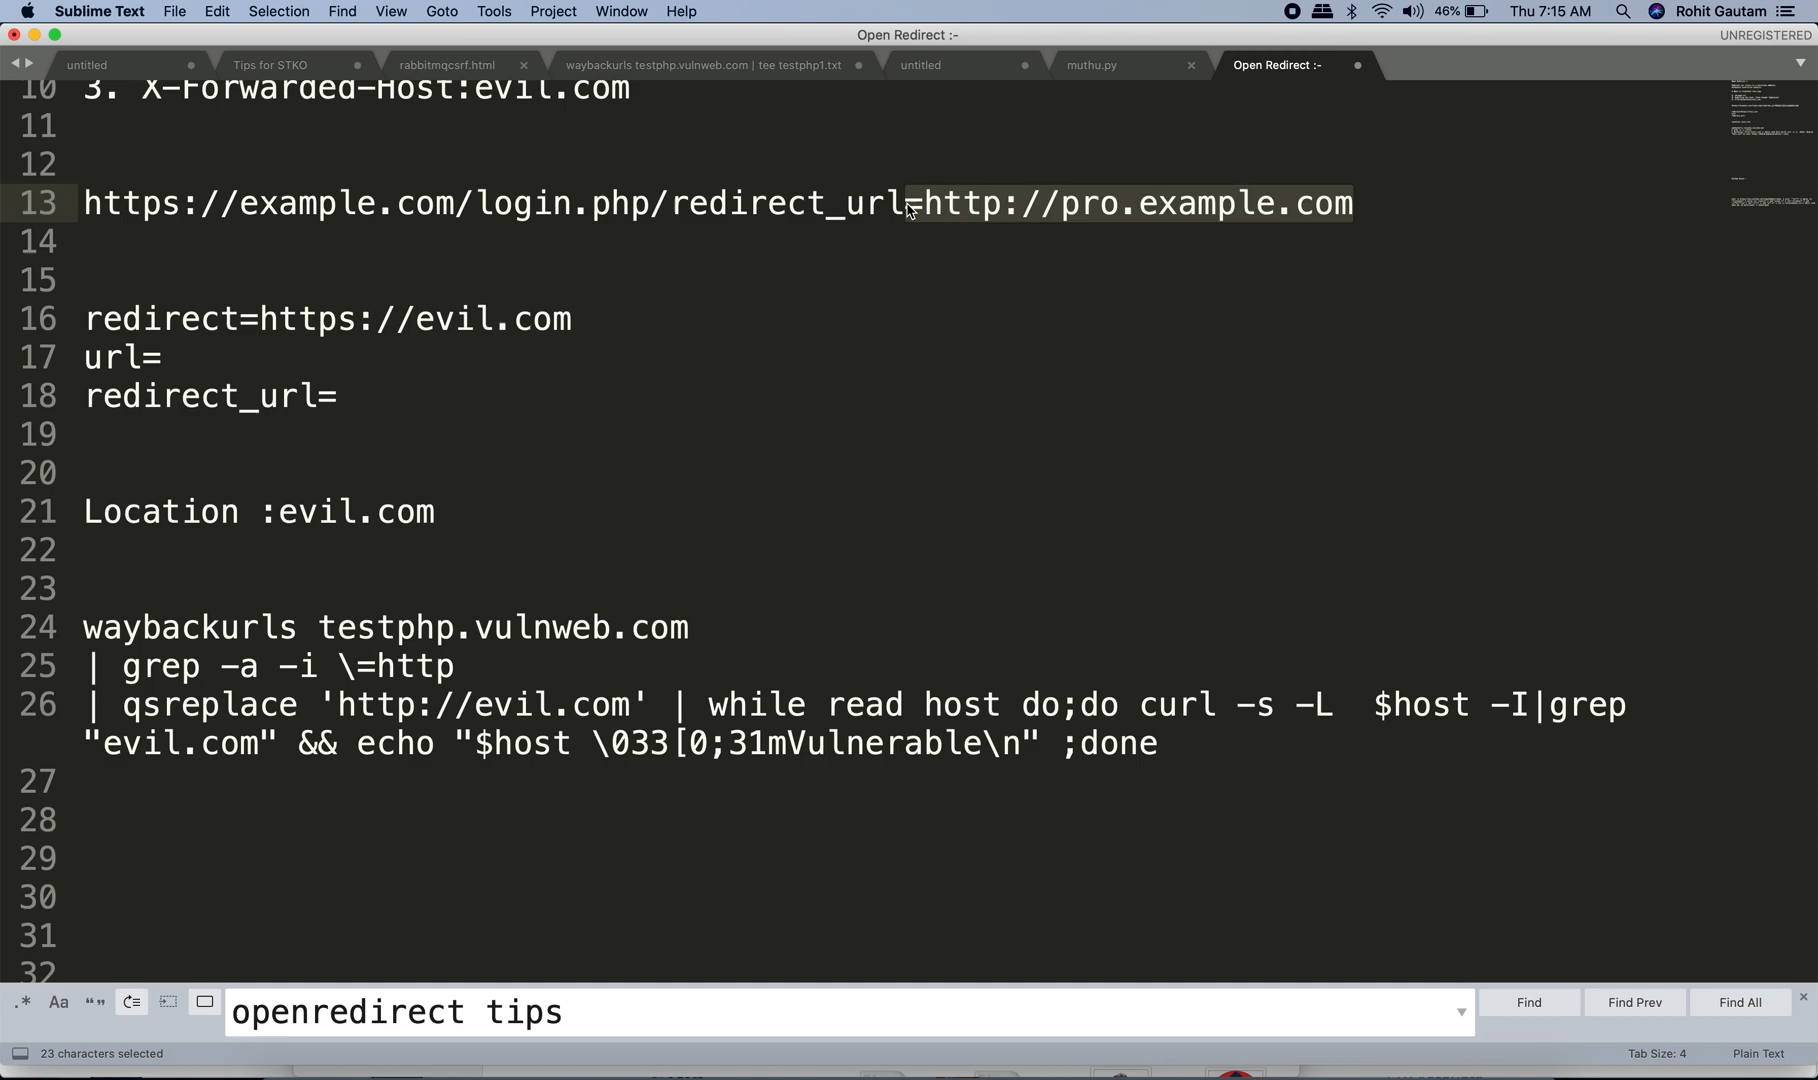 Sublime Text File Edit Selection Find View Goto Tools Project Window Help 46% Thu 7:15 AM Rohit Gautam
Open Redirect :- UNREGISTERED
untitled Tips for STKO rabbitmqcsrf.html waybackurls testphp.vulnweb.com | tee testphp1.txt untitled muthu.py Open Redirect :-
10 3. X-Forwarded-Host:evil.com
11
12
13 https://example.com/login.php/redirect_url=http://pro.example.com
14
15
16 redirect=https://evil.com
17 url=
18 redirect_url=
19
20
21 Location :evil.com
22
23
24 waybackurls testphp.vulnweb.com
25 | grep -a -i \=http
26 | qsreplace 'http://evil.com' | while read host do;do curl -s -L  $host -I|grep
"evil.com" && echo "$host \033[0;31mVulnerable\n" ;done
27
28
29
30
31
32
.* Aa “” openredirect tips Find Find Prev Find All
23 characters selected Tab Size: 4 Plain Text